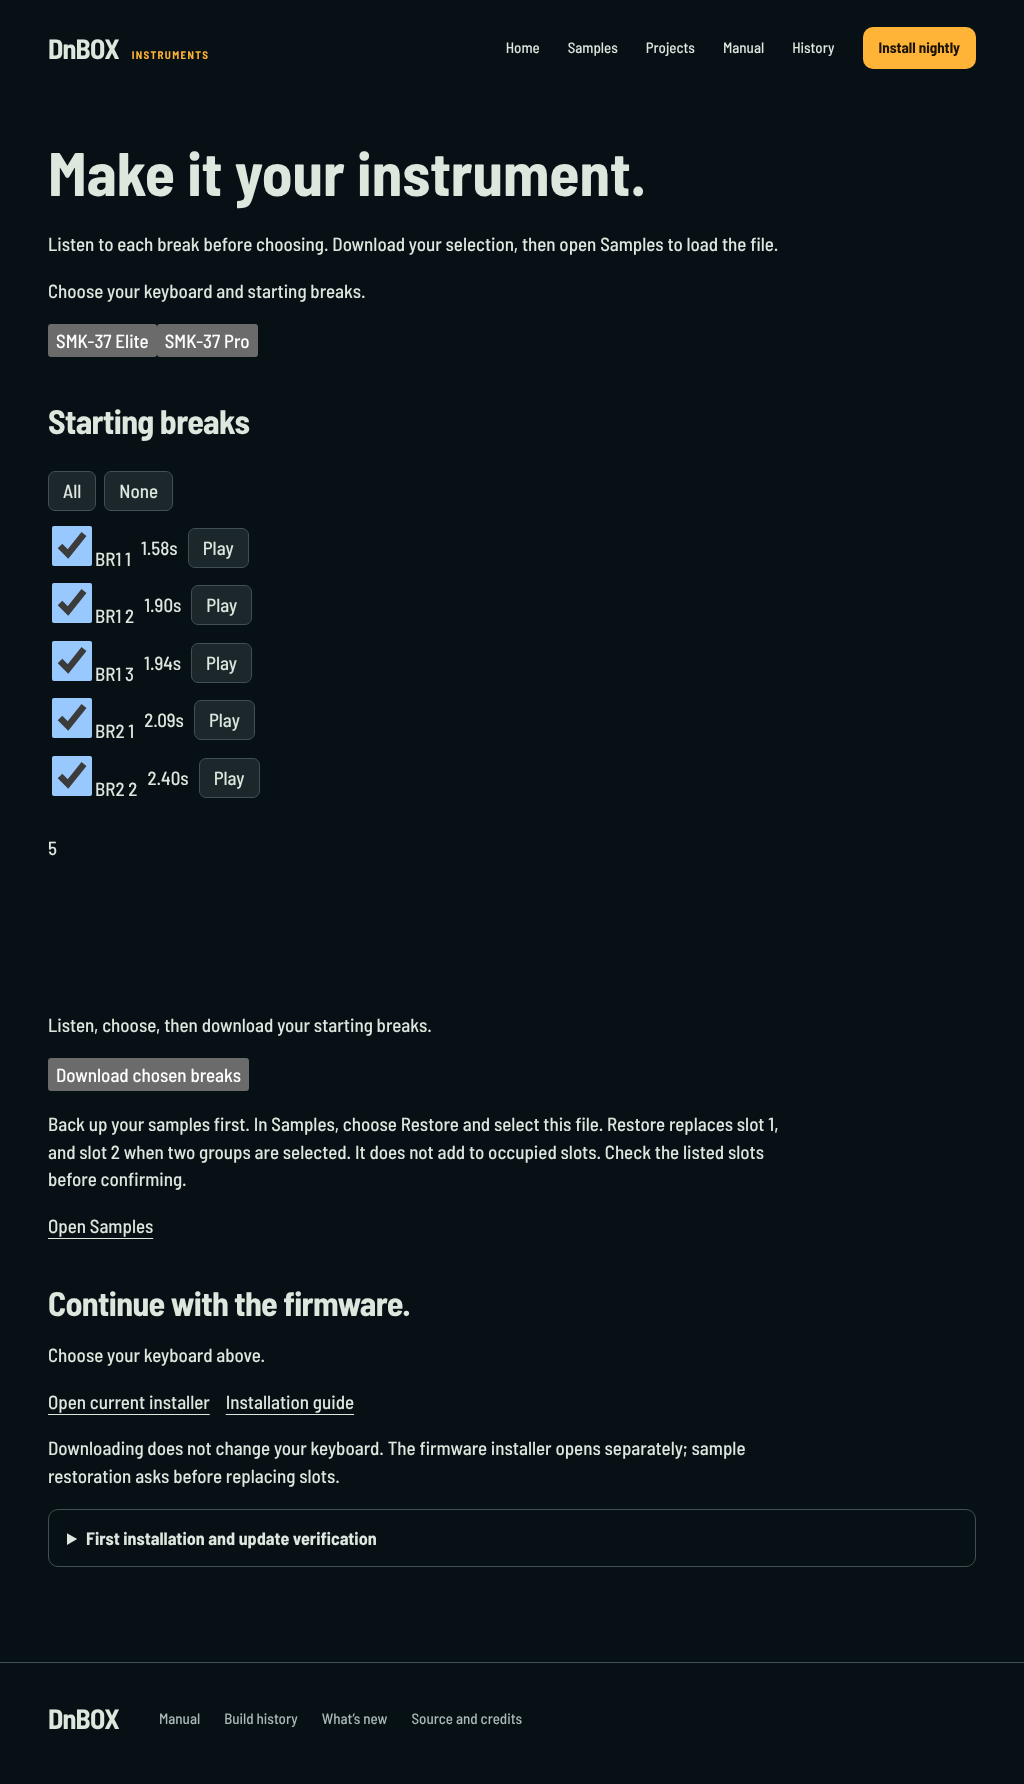 DnBOX INSTRUMENTS
Home Samples Projects Manual History Install nightly
Make it your instrument.
Listen to each break before choosing. Download your selection, then open Samples to load the file.
Choose your keyboard and starting breaks.
SMK-37 Elite SMK-37 Pro
Starting breaks
All None
BR1 1 1.58s Play
BR1 2 1.90s Play
BR1 3 1.94s Play
BR2 1 2.09s Play
BR2 2 2.40s Play
5
Listen, choose, then download your starting breaks.
Download chosen breaks
Back up your samples first. In Samples, choose Restore and select this file. Restore replaces slot 1,
and slot 2 when two groups are selected. It does not add to occupied slots. Check the listed slots
before confirming.
Open Samples
Continue with the firmware.
Choose your keyboard above.
Open current installer Installation guide
Downloading does not change your keyboard. The firmware installer opens separately; sample
restoration asks before replacing slots.
First installation and update verification
DnBOX Manual Build history What's new Source and credits